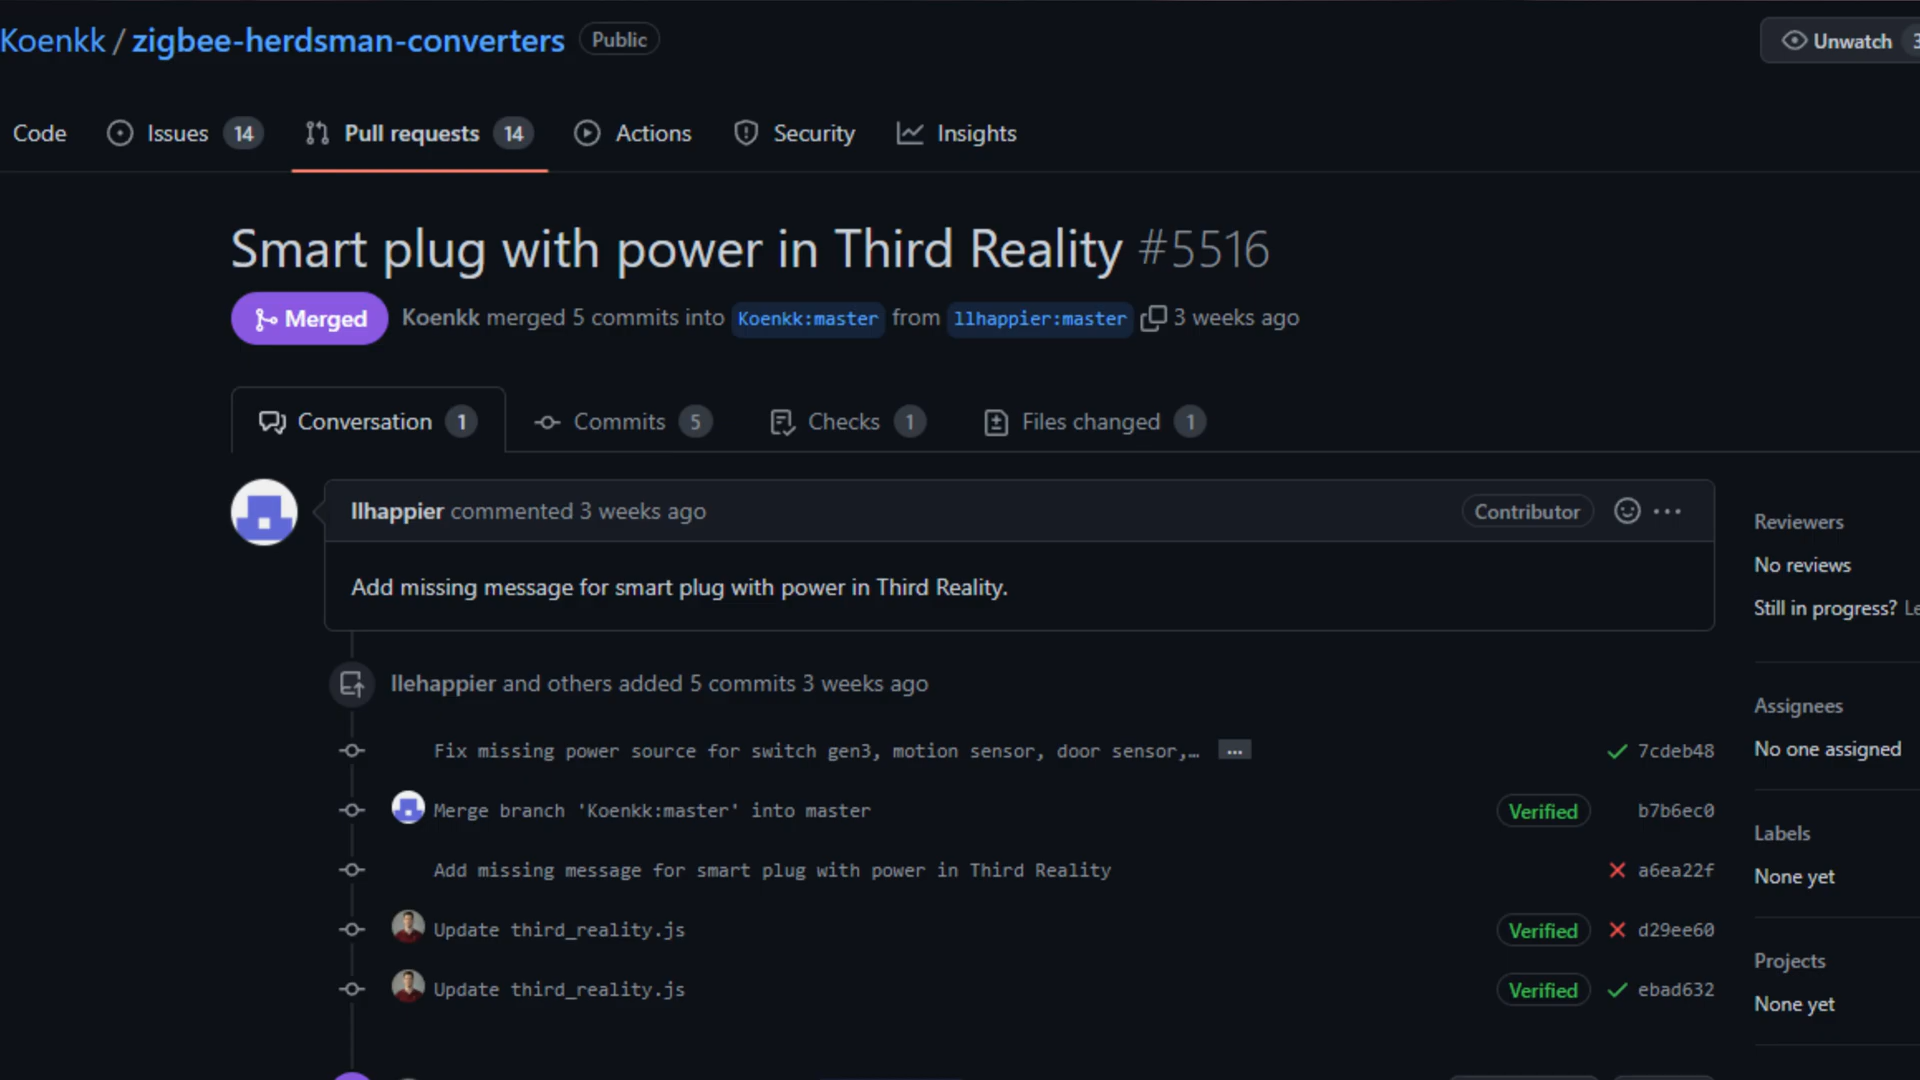 Koenkk / zigbee-herdsman-converters Public
Unwatch
Code Issues 14 Pull requests 14 Actions Security Insights
Smart plug with power in Third Reality #5516
Merged Koenkk merged 5 commits into Koenkk:master from llhappier:master 3 weeks ago
Conversation 1 Commits 5 Checks 1 Files changed 1
llhappier commented 3 weeks ago Contributor
Add missing message for smart plug with power in Third Reality.
llehappier and others added 5 commits 3 weeks ago
Fix missing power source for switch gen3, motion sensor, door sensor,… ... 7cdeb48
Merge branch 'Koenkk:master' into master Verified b7b6ec0
Add missing message for smart plug with power in Third Reality a6ea22f
Update third_reality.js Verified d29ee60
Update third_reality.js Verified ebad632
Reviewers
No reviews
Still in progress? Le
Assignees
No one assigned
Labels
None yet
Projects
None yet